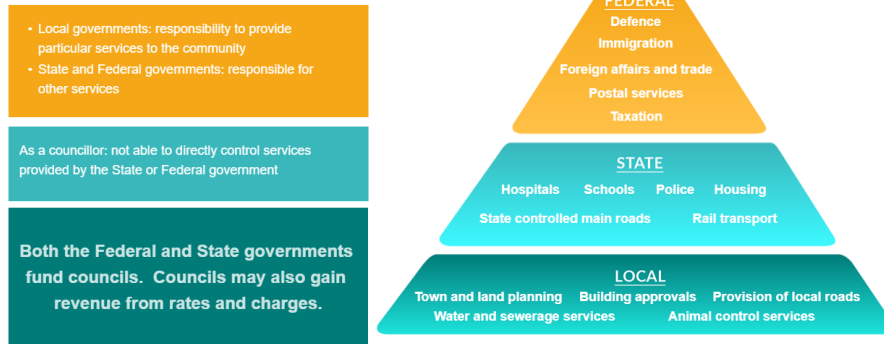 • Local governments: responsibility to provide
particular services to the community
• State and Federal governments: responsible for
other services
As a councillor: not able to directly control services
provided by the State or Federal government
Both the Federal and State governments
fund councils. Councils may also gain
revenue from rates and charges.
FEDERAL
Defence
Immigration
Foreign affairs and trade
Postal services
Taxation
STATE
Hospitals Schools Police Housing
State controlled main roads Rail transport
LOCAL
Town and land planning Building approvals Provision of local roads
Water and sewerage services Animal control services